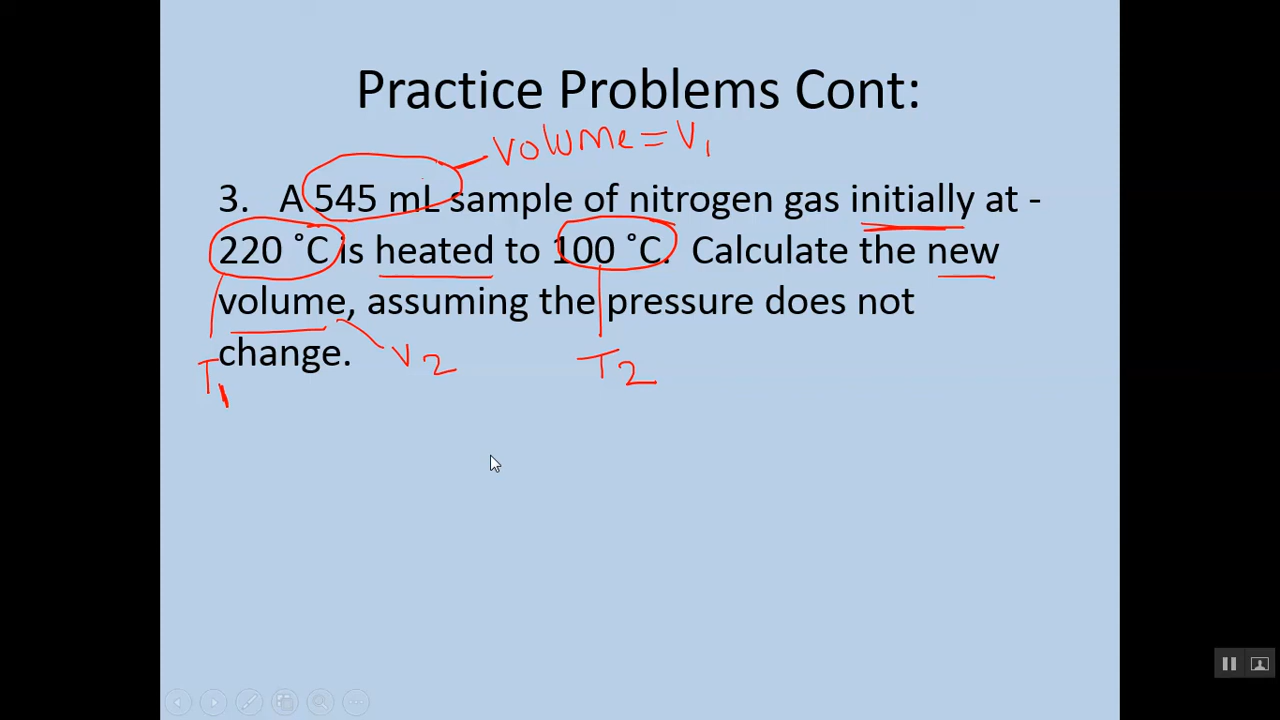 Practice Problems Cont:
volume = V1
3. A 545 mL sample of nitrogen gas initially at -
220 ˚C is heated to 100 ˚C. Calculate the new
volume, assuming the pressure does not
change.
T1
V2
T2